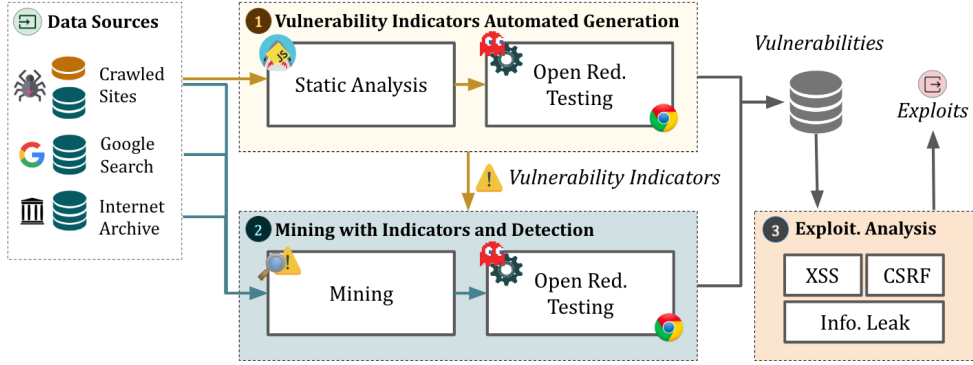 Data Sources
Crawled
Sites
Google
Search
Internet
Archive
1 Vulnerability Indicators Automated Generation
JS
Static Analysis
Open Red.
Testing
Vulnerability Indicators
2 Mining with Indicators and Detection
Mining
Open Red.
Testing
Vulnerabilities
Exploits
3 Exploit. Analysis
XSS
CSRF
Info. Leak